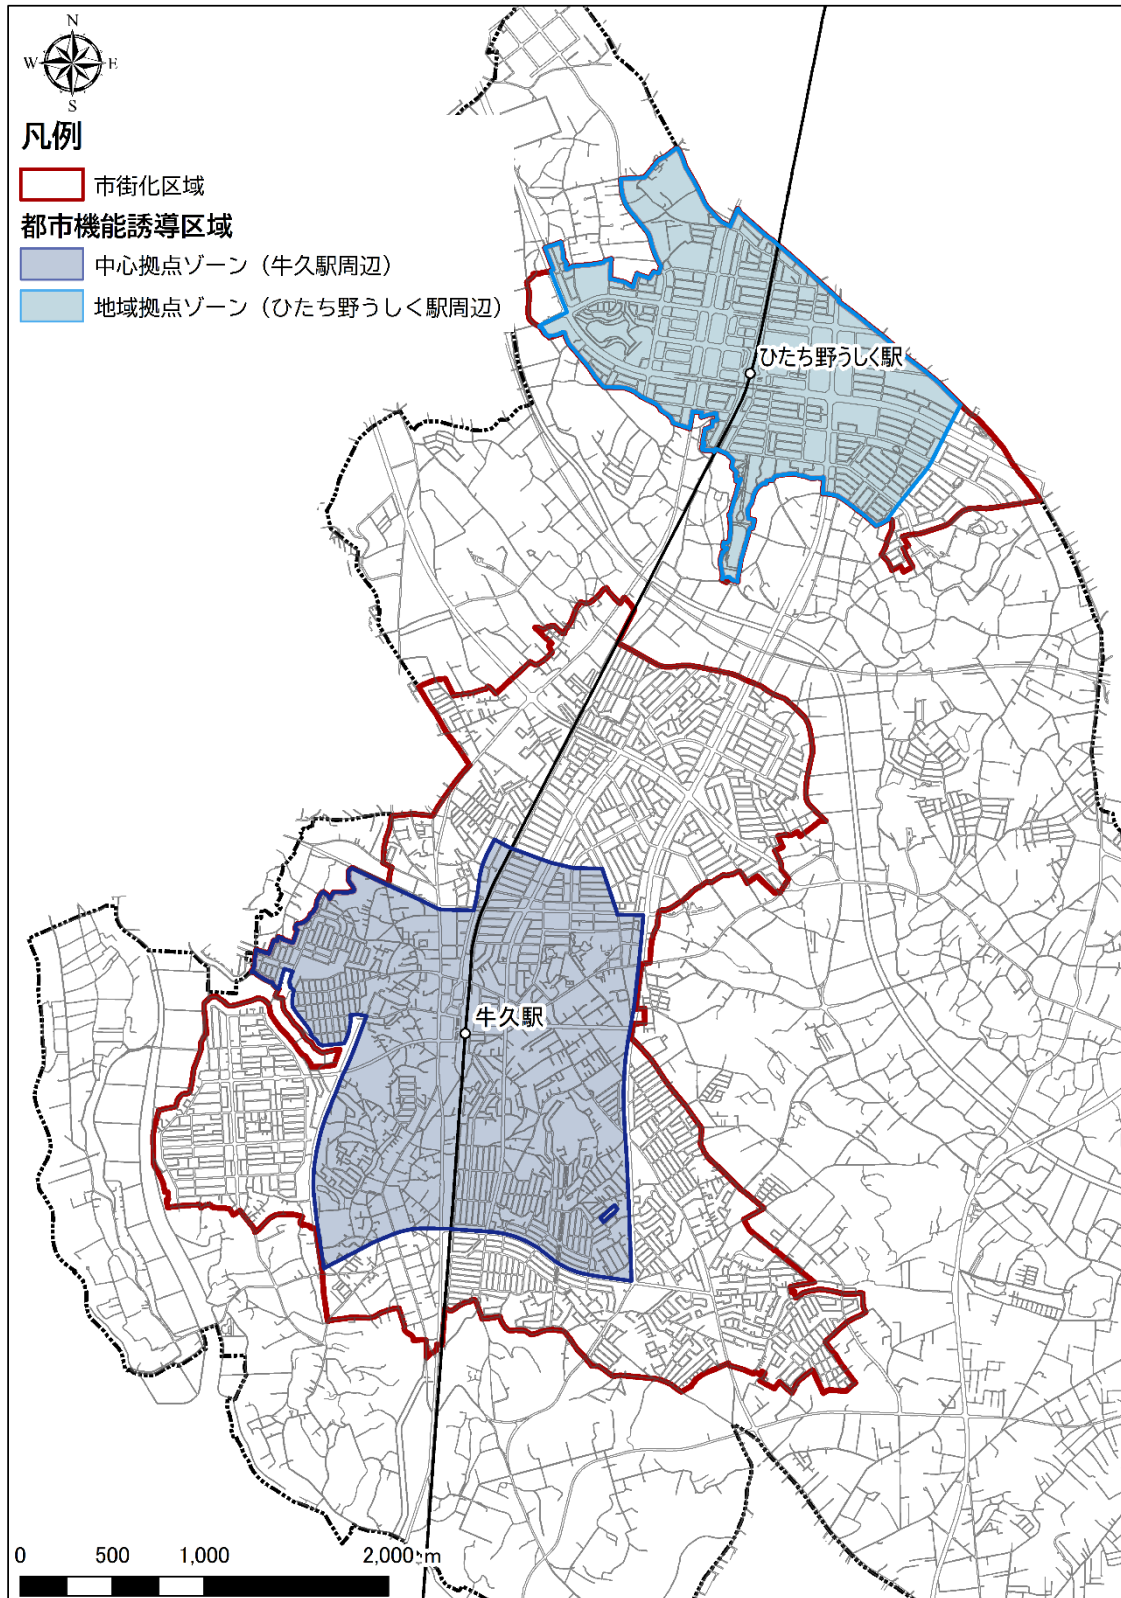 N
W E
S
凡例
市街化区域
都市機能誘導区域
中心拠点ゾーン（牛久駅周辺）
地域拠点ゾーン（ひたち野うしく駅周辺）
ひたち野うしく駅
牛久駅
0 500 1,000 2,000 m